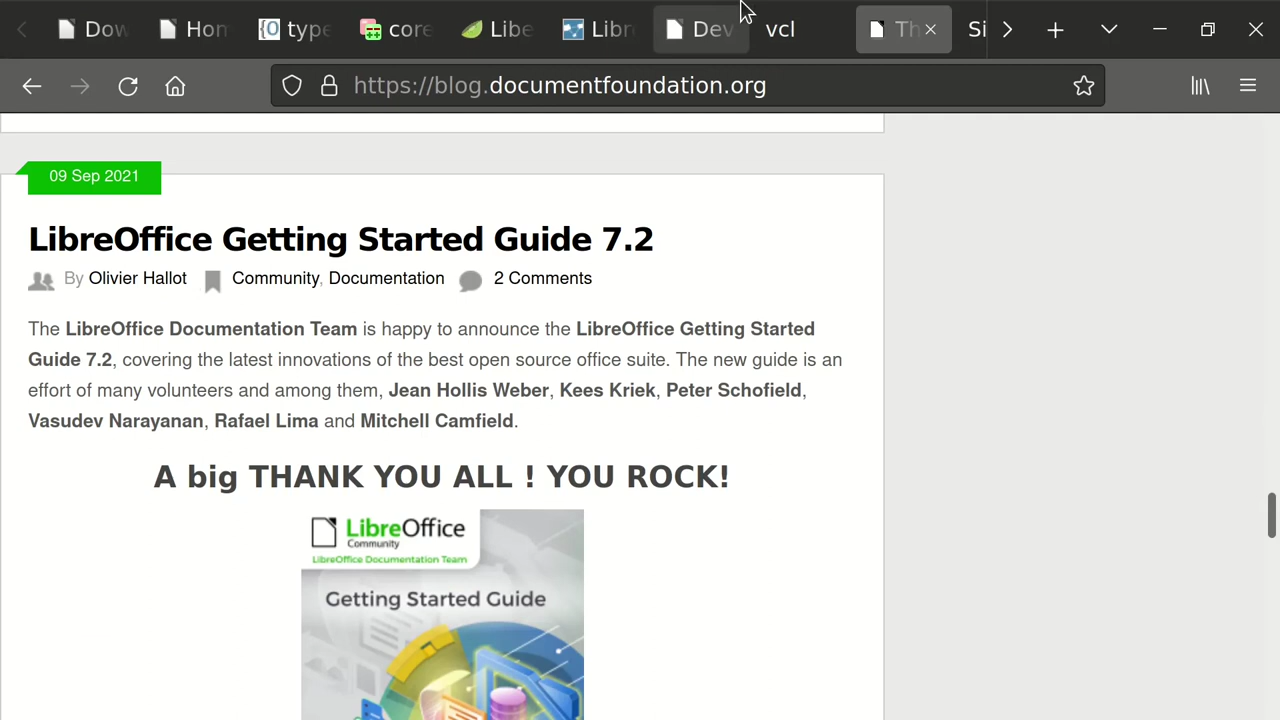 Dow
Hom
type
core
Libe
Libr
Dev
vcl
Th
Si
https://blog.documentfoundation.org
09 Sep 2021
LibreOffice Getting Started Guide 7.2
By Olivier Hallot Community, Documentation 2 Comments
The LibreOffice Documentation Team is happy to announce the LibreOffice Getting Started
Guide 7.2, covering the latest innovations of the best open source office suite. The new guide is an
effort of many volunteers and among them, Jean Hollis Weber, Kees Kriek, Peter Schofield,
Vasudev Narayanan, Rafael Lima and Mitchell Camfield.
A big THANK YOU ALL ! YOU ROCK!
LibreOffice
Community
LibreOffice Documentation Team
Getting Started Guide